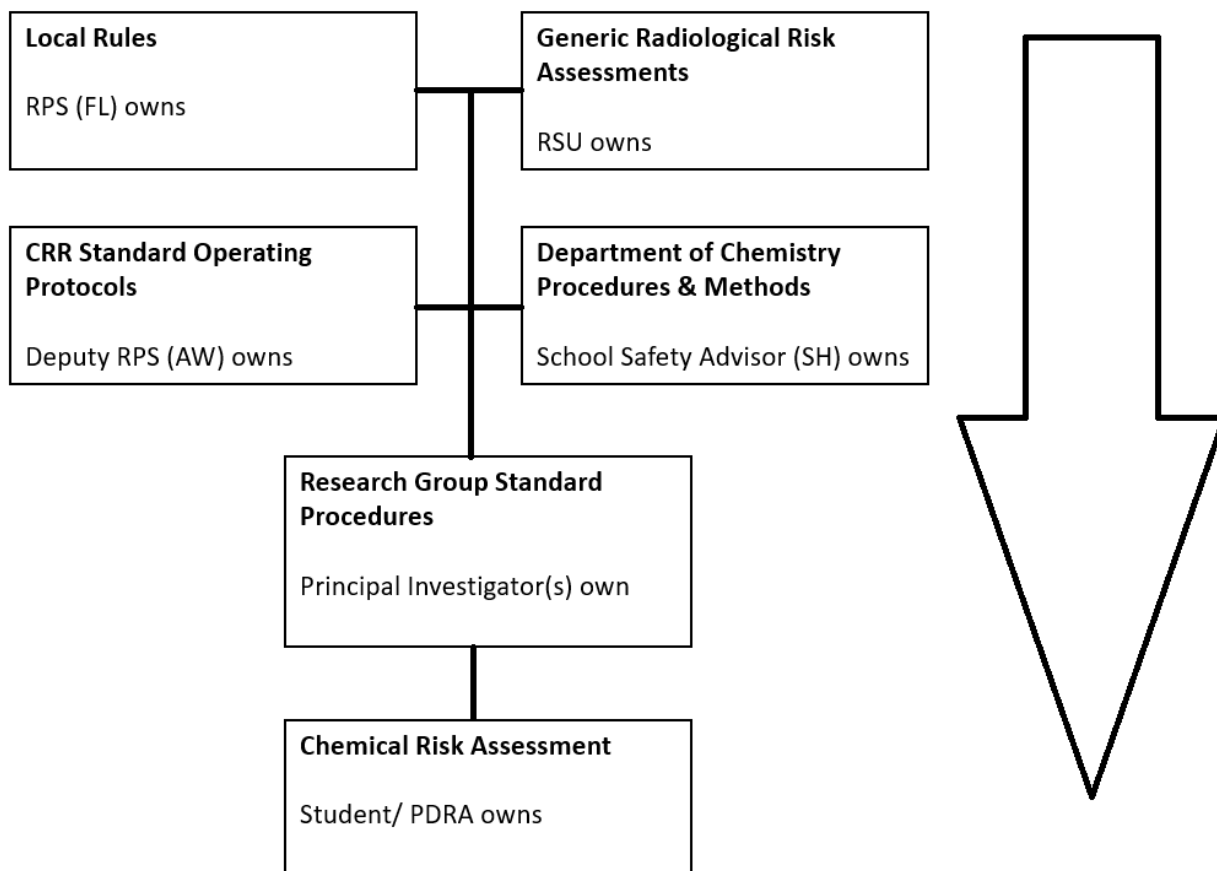 Local Rules
RPS (FL) owns
Generic Radiological Risk
Assessments
RSU owns
CRR Standard Operating
Protocols
Deputy RPS (AW) owns
Department of Chemistry
Procedures & Methods
School Safety Advisor (SH) owns
Research Group Standard
Procedures
Principal Investigator(s) own
Chemical Risk Assessment
Student/ PDRA owns